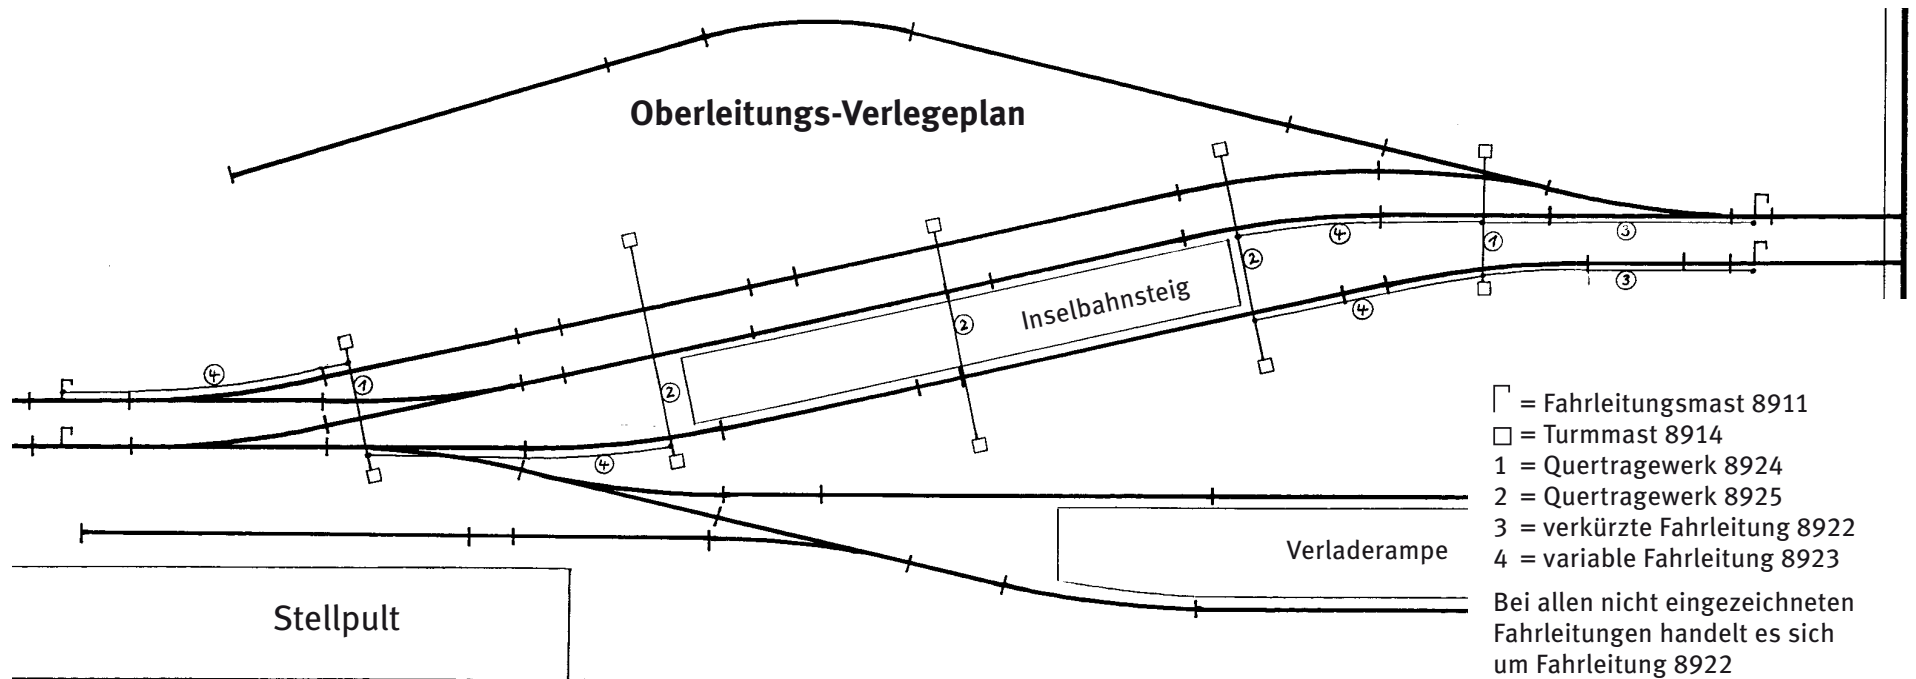 Oberleitungs-Verlegeplan
④
①
②
②
②
④
①
③
③
④
④
Inselbahnsteig
Verladerampe
Stellpult
= Fahrleitungsmast 8911
= Turmmast 8914
1 = Quertragewerk 8924
2 = Quertragewerk 8925
3 = verkürzte Fahrleitung 8922
4 = variable Fahrleitung 8923
Bei allen nicht eingezeichneten
Fahrleitungen handelt es sich
um Fahrleitung 8922